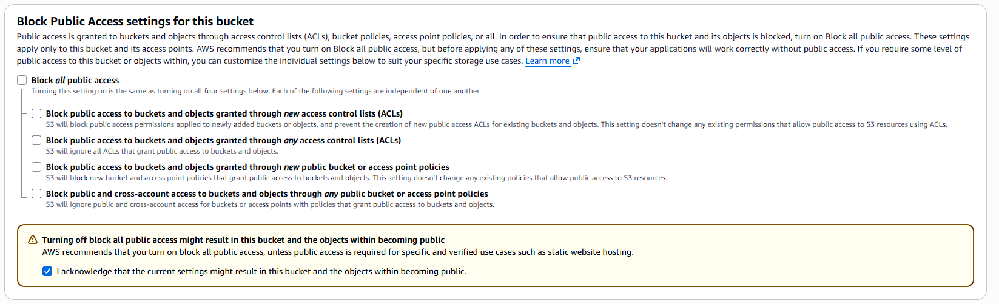 Block Public Access settings for this bucket
Public access is granted to buckets and objects through access control lists (ACLs), bucket policies, access point policies, or all. In order to ensure that public access to this bucket and its objects is blocked, turn on Block all public access. These settings
apply only to this bucket and its access points. AWS recommends that you turn on Block all public access, but before applying any of these settings, ensure that your applications will work correctly without public access. If you require some level of
public access to this bucket or objects within, you can customize the individual settings below to suit your specific storage use cases. Learn more
Block all public access
Turning this setting on is the same as turning on all four settings below. Each of the following settings are independent of one another.
Block public access to buckets and objects granted through new access control lists (ACLs)
S3 will block public access permissions applied to newly added buckets or objects, and prevent the creation of new public access ACLs for existing buckets and objects. This setting doesn't change any existing permissions that allow public access to S3 resources using ACLs.
Block public access to buckets and objects granted through any access control lists (ACLs)
S3 will ignore all ACLs that grant public access to buckets and objects.
Block public access to buckets and objects granted through new public bucket or access point policies
S3 will block new bucket and access point policies that grant public access to buckets and objects. This setting doesn't change any existing policies that allow public access to S3 resources.
Block public and cross-account access to buckets and objects through any public bucket or access point policies
S3 will ignore public and cross-account access for buckets or access points with policies that grant public access to buckets and objects.
Turning off block all public access might result in this bucket and the objects within becoming public
AWS recommends that you turn on block all public access, unless public access is required for specific and verified use cases such as static website hosting.
I acknowledge that the current settings might result in this bucket and the objects within becoming public.